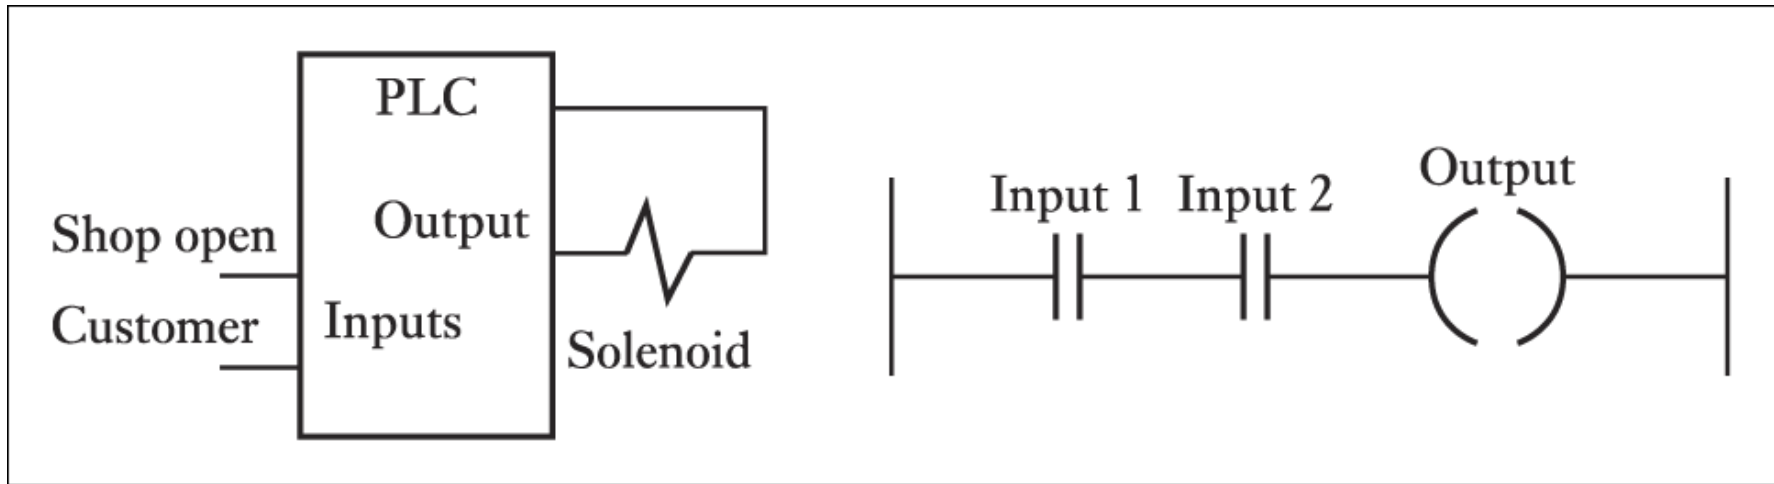 PLC
Output
Shop open
Customer
Inputs
Solenoid
Input 1
Input 2
Output